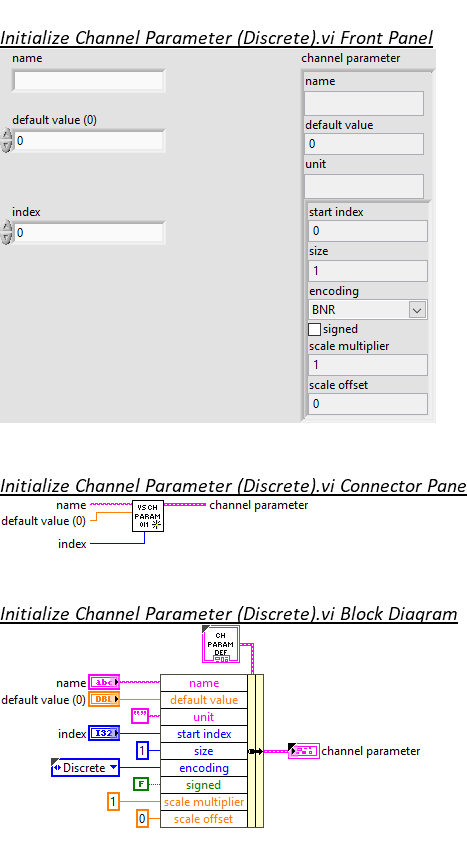 Initialize Channel Parameter (Discrete).vi Front Panel
name
channel parameter
name
default value (0)
0
default value
0
unit
index
0
start index
0
size
1
encoding
BNR
signed
scale multiplier
1
scale offset
0
Initialize Channel Parameter (Discrete).vi Connector Pane
name
default value (0)
index
VS CH
PARAM
channel parameter
Initialize Channel Parameter (Discrete).vi Block Diagram
CH
PARAM
DEF
name abc name
default value (0) DBL default value
"" unit
index I32 start index
1 size
channel parameter
Discrete encoding
F signed
1 scale multiplier
0 scale offset